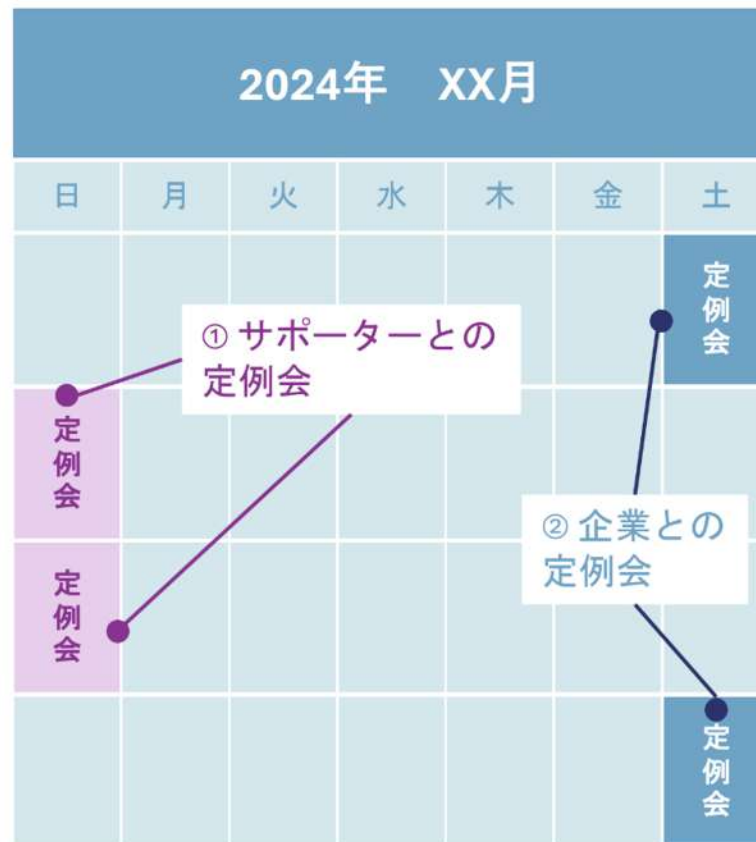 2024年　XX月
日 月 火 水 木 金 土
定例会
① サポーターとの
定例会
定例会
② 企業との
定例会
定例会
定例会